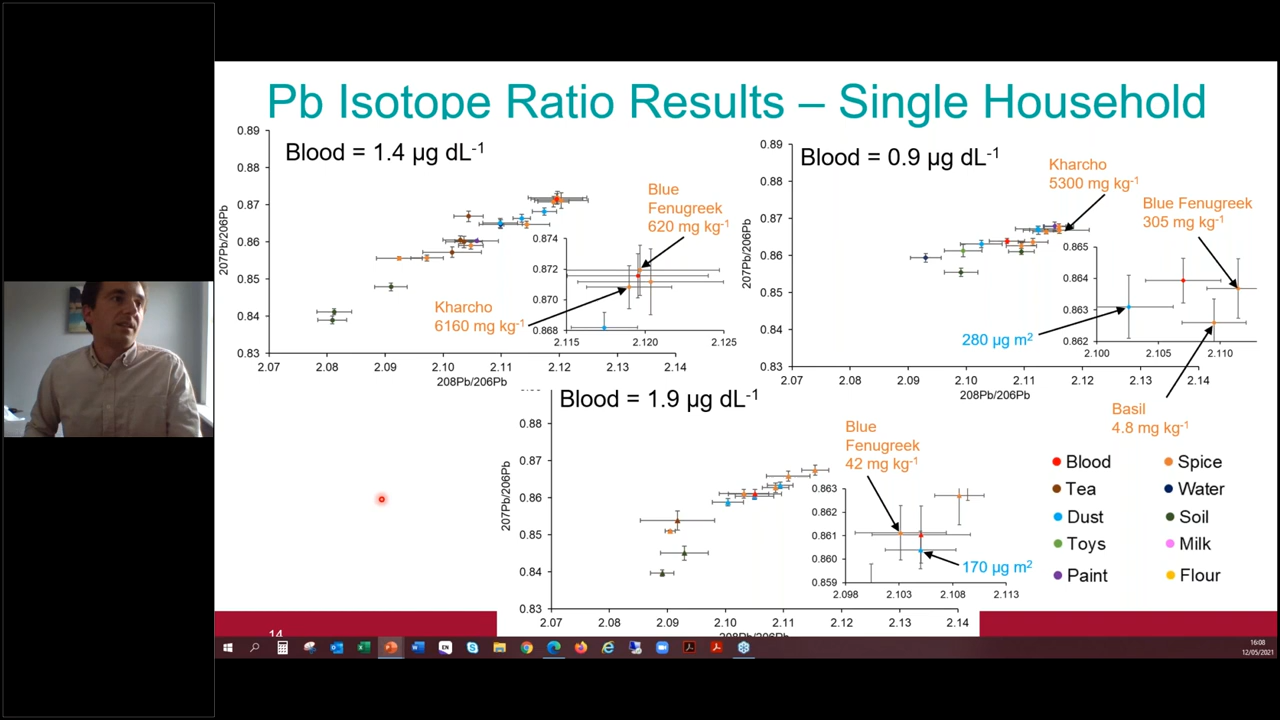 Pb Isotope Ratio Results – Single Household
Blood = 1.4 µg dL-1
0.89
0.88
0.87
0.86
0.85
0.84
0.83
207Pb/206Pb
2.07 2.08 2.09 2.10 2.11 2.12 2.13 2.14
208Pb/206Pb
Blue
Fenugreek
620 mg kg-1
Kharcho
6160 mg kg-1
0.874
0.872
0.870
0.868
2.115 2.120 2.125
Blood = 0.9 µg dL-1
0.89
0.88
0.87
0.86
0.85
0.84
0.83
207Pb/206Pb
2.07 2.08 2.09 2.10 2.11 2.12 2.13 2.14
208Pb/206Pb
Kharcho
5300 mg kg-1
Blue Fenugreek
305 mg kg-1
0.865
0.864
0.863
0.862
2.100 2.105 2.110
280 µg m2
Basil
4.8 mg kg-1
Blood = 1.9 µg dL-1
0.88
0.87
0.86
0.85
0.84
0.83
207Pb/206Pb
2.07 2.08 2.09 2.10 2.11 2.12 2.13 2.14
208Pb/206Pb
Blue
Fenugreek
42 mg kg-1
0.863
0.862
0.861
0.860
0.859
2.098 2.103 2.108 2.113
170 µg m2
Blood Spice
Tea Water
Dust Soil
Toys Milk
Paint Flour
14
16:08
12/05/2021